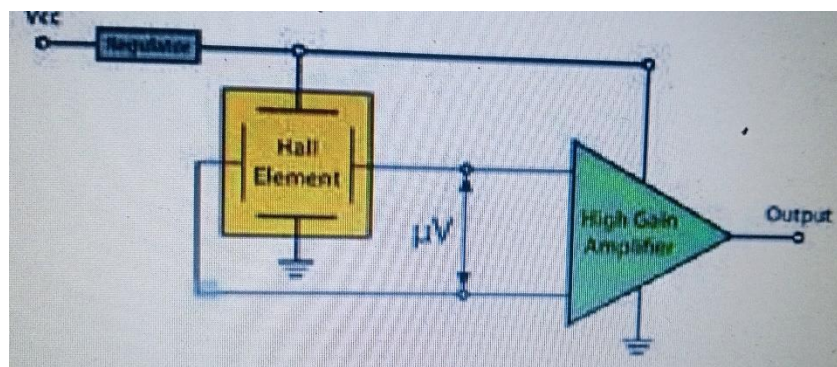 Vcc
Regulator
Hall
Element
μV
High Gain
Amplifier
Output